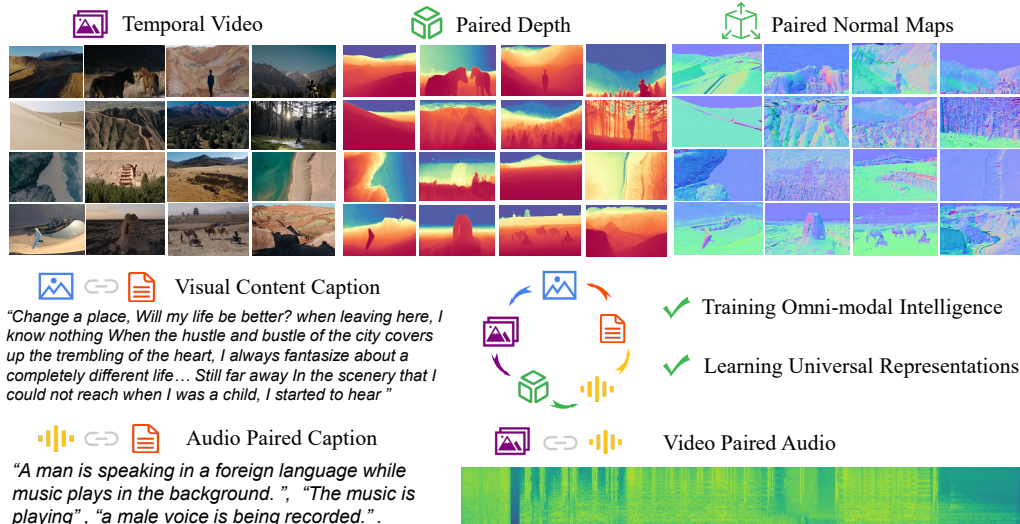 Temporal Video
Paired Depth
Paired Normal Maps
Visual Content Caption
“Change a place, Will my life be better? when leaving here, I
know nothing When the hustle and bustle of the city covers
up the trembling of the heart, I always fantasize about a
completely different life… Still far away In the scenery that I
could not reach when I was a child, I started to hear ”
Training Omni-modal Intelligence
Learning Universal Representations
Audio Paired Caption
“A man is speaking in a foreign language while
music plays in the background. ”, “The music is
playing” , “a male voice is being recorded.” .
Video Paired Audio